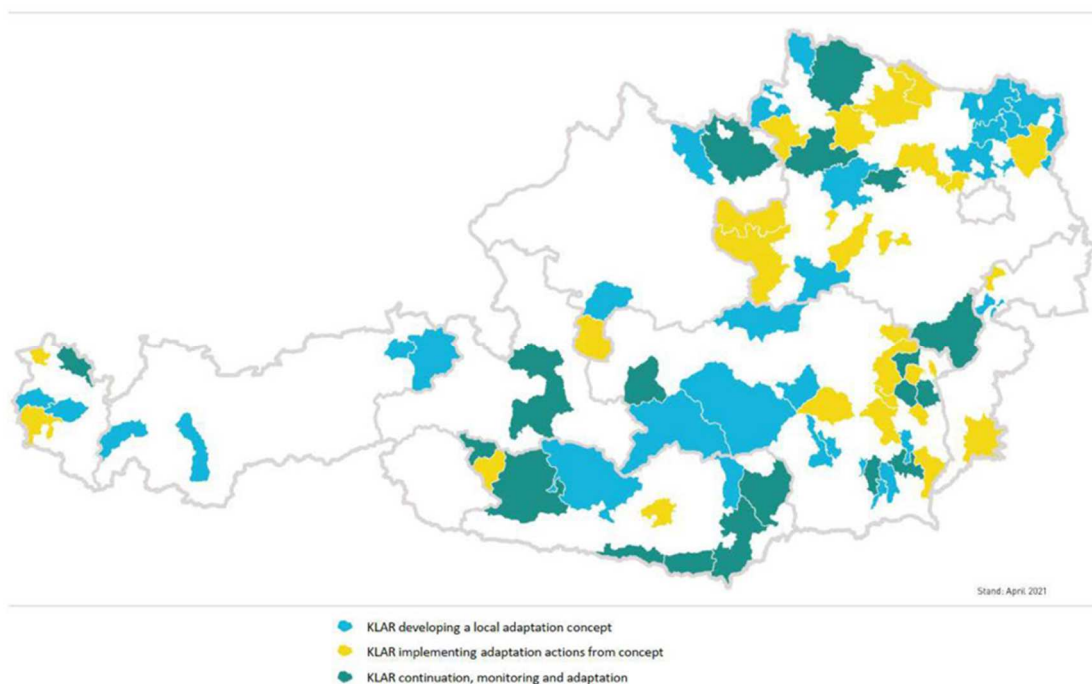 Stand: April 2021
KLAR developing a local adaptation concept
KLAR implementing adaptation actions from concept
KLAR continuation, monitoring and adaptation